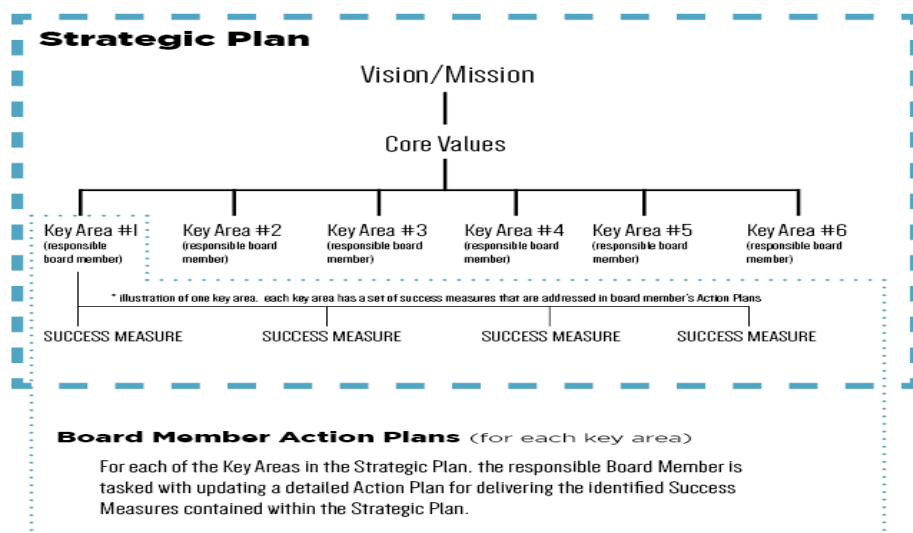 Strategic Plan
Vision/Mission
Core Values
Key Area #1 Key Area #2 Key Area #3 Key Area #4 Key Area #5 Key Area #6
(responsible (responsible board (responsible board (responsible board (responsible board (responsible board
board member) member) member) member) member) member)
* illustration of one key area. each key area has a set of success measures that are addressed in board member's Action Plans
SUCCESS MEASURE SUCCESS MEASURE SUCCESS MEASURE SUCCESS MEASURE
Board Member Action Plans (for each key area)
For each of the Key Areas in the Strategic Plan, the responsible Board Member is
tasked with updating a detailed Action Plan for delivering the identified Success
Measures contained within the Strategic Plan.